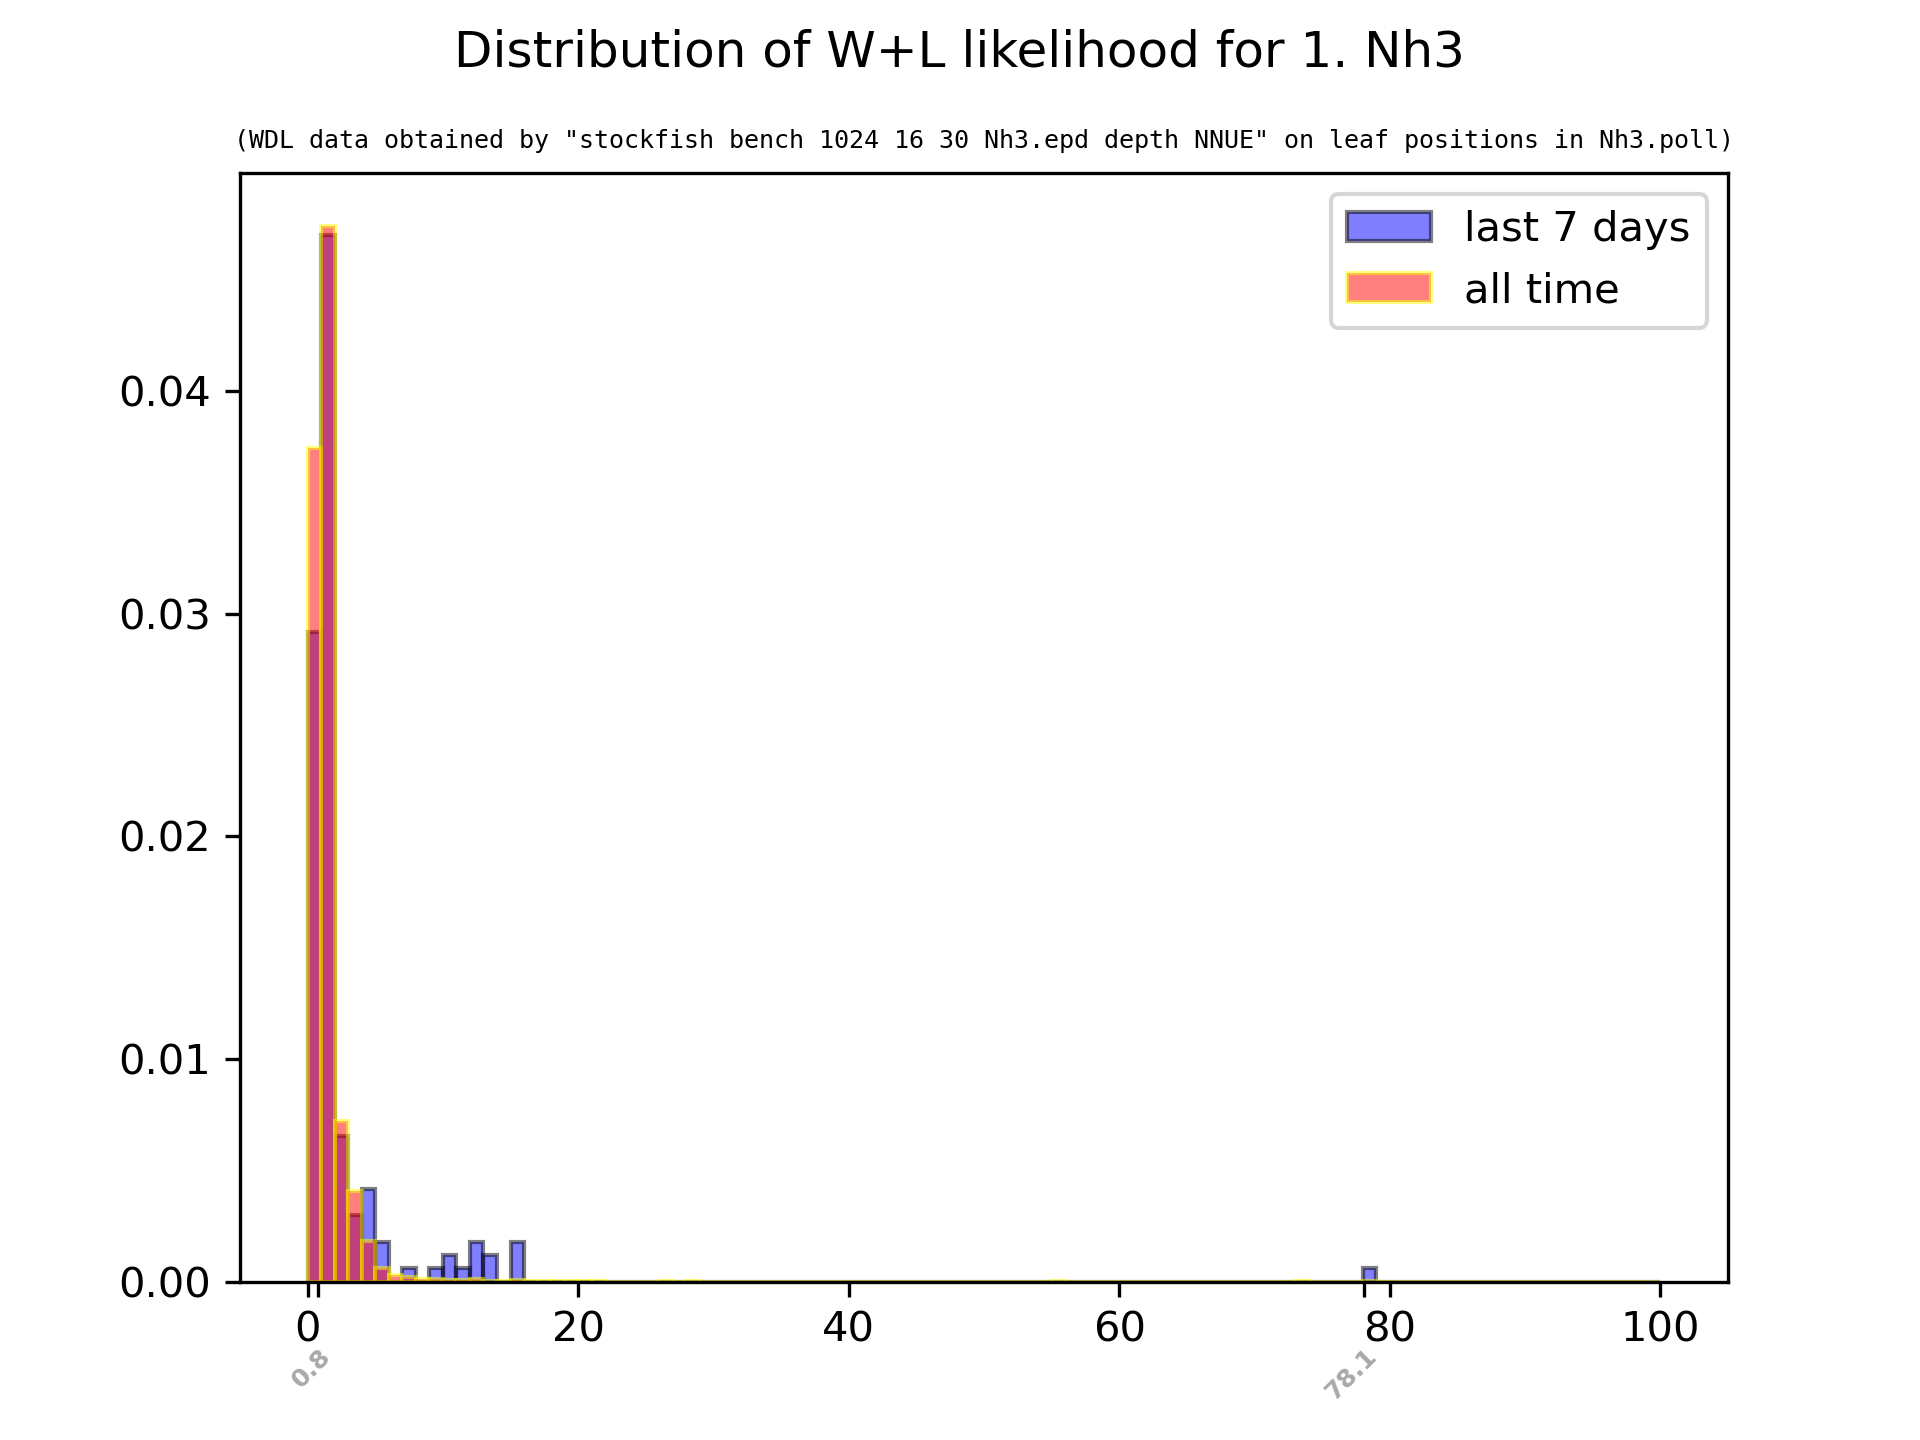 Distribution of W+L likelihood for 1. Nh3
(WDL data obtained by "stockfish bench 1024 16 30 Nh3.epd depth NNUE" on leaf positions in Nh3.poll)
last 7 days
all time
0.04
0.03
0.02
0.01
0.00
0 20 40 60 80 100
0.8 78.1